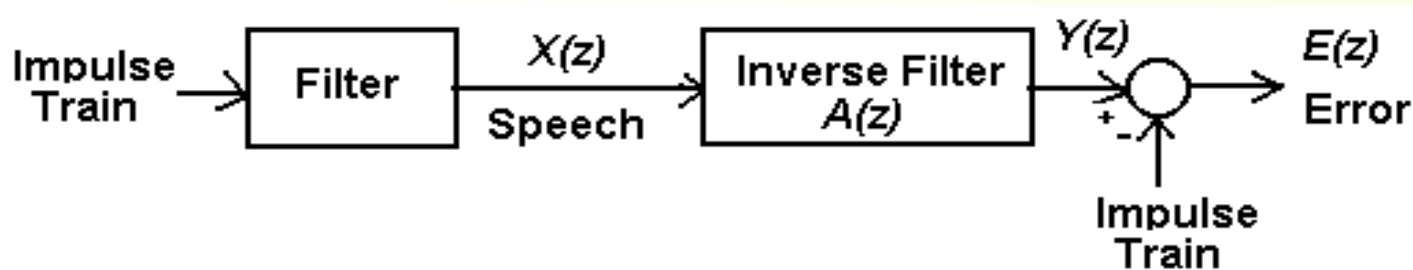 Impulse
Train
Filter
X(z)
Speech
Inverse Filter
A(z)
Y(z)
+
-
Impulse
Train
E(z)
Error